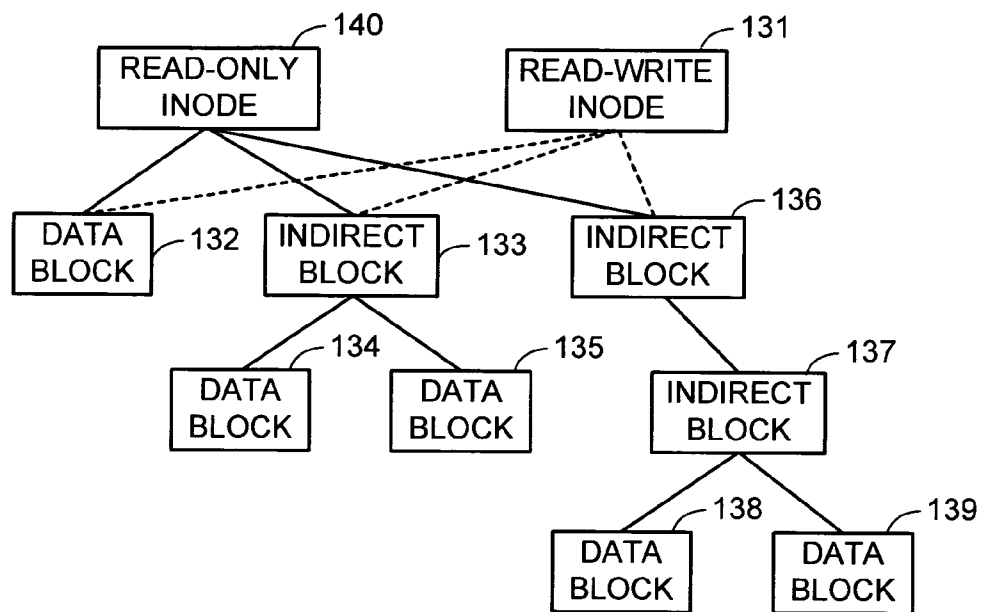 140
READ-ONLY
INODE
131
READ-WRITE
INODE
DATA
BLOCK
132
INDIRECT
BLOCK
133
136
INDIRECT
BLOCK
134
DATA
BLOCK
135
DATA
BLOCK
137
INDIRECT
BLOCK
138
DATA
BLOCK
139
DATA
BLOCK